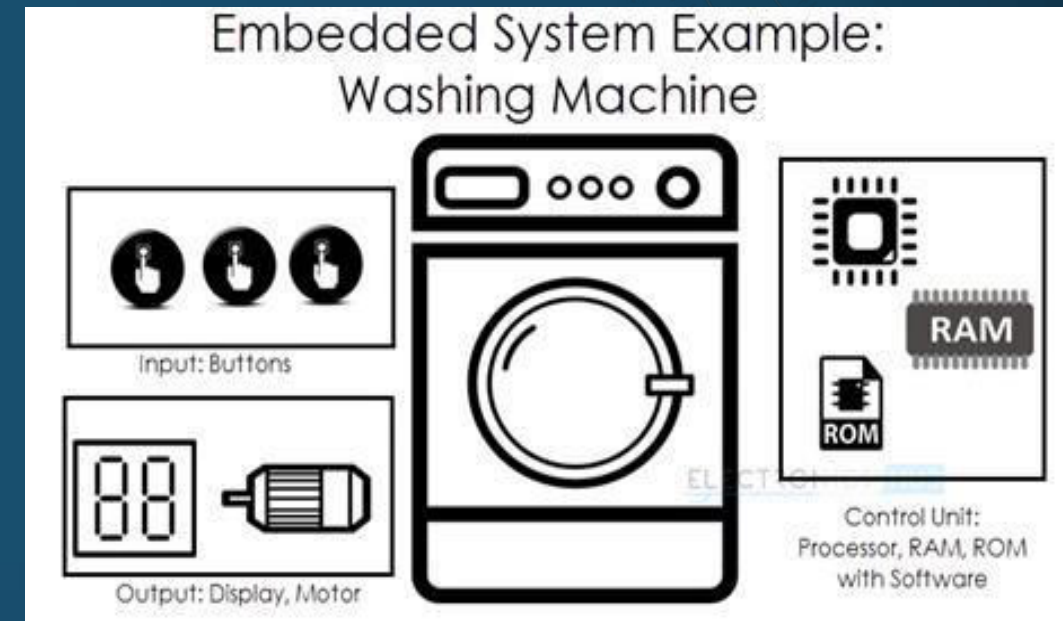 Embedded System Example:
Washing Machine
Input: Buttons
88
Output: Display, Motor
RAM
ROM
Control Unit:
Processor, RAM, ROM
with Software